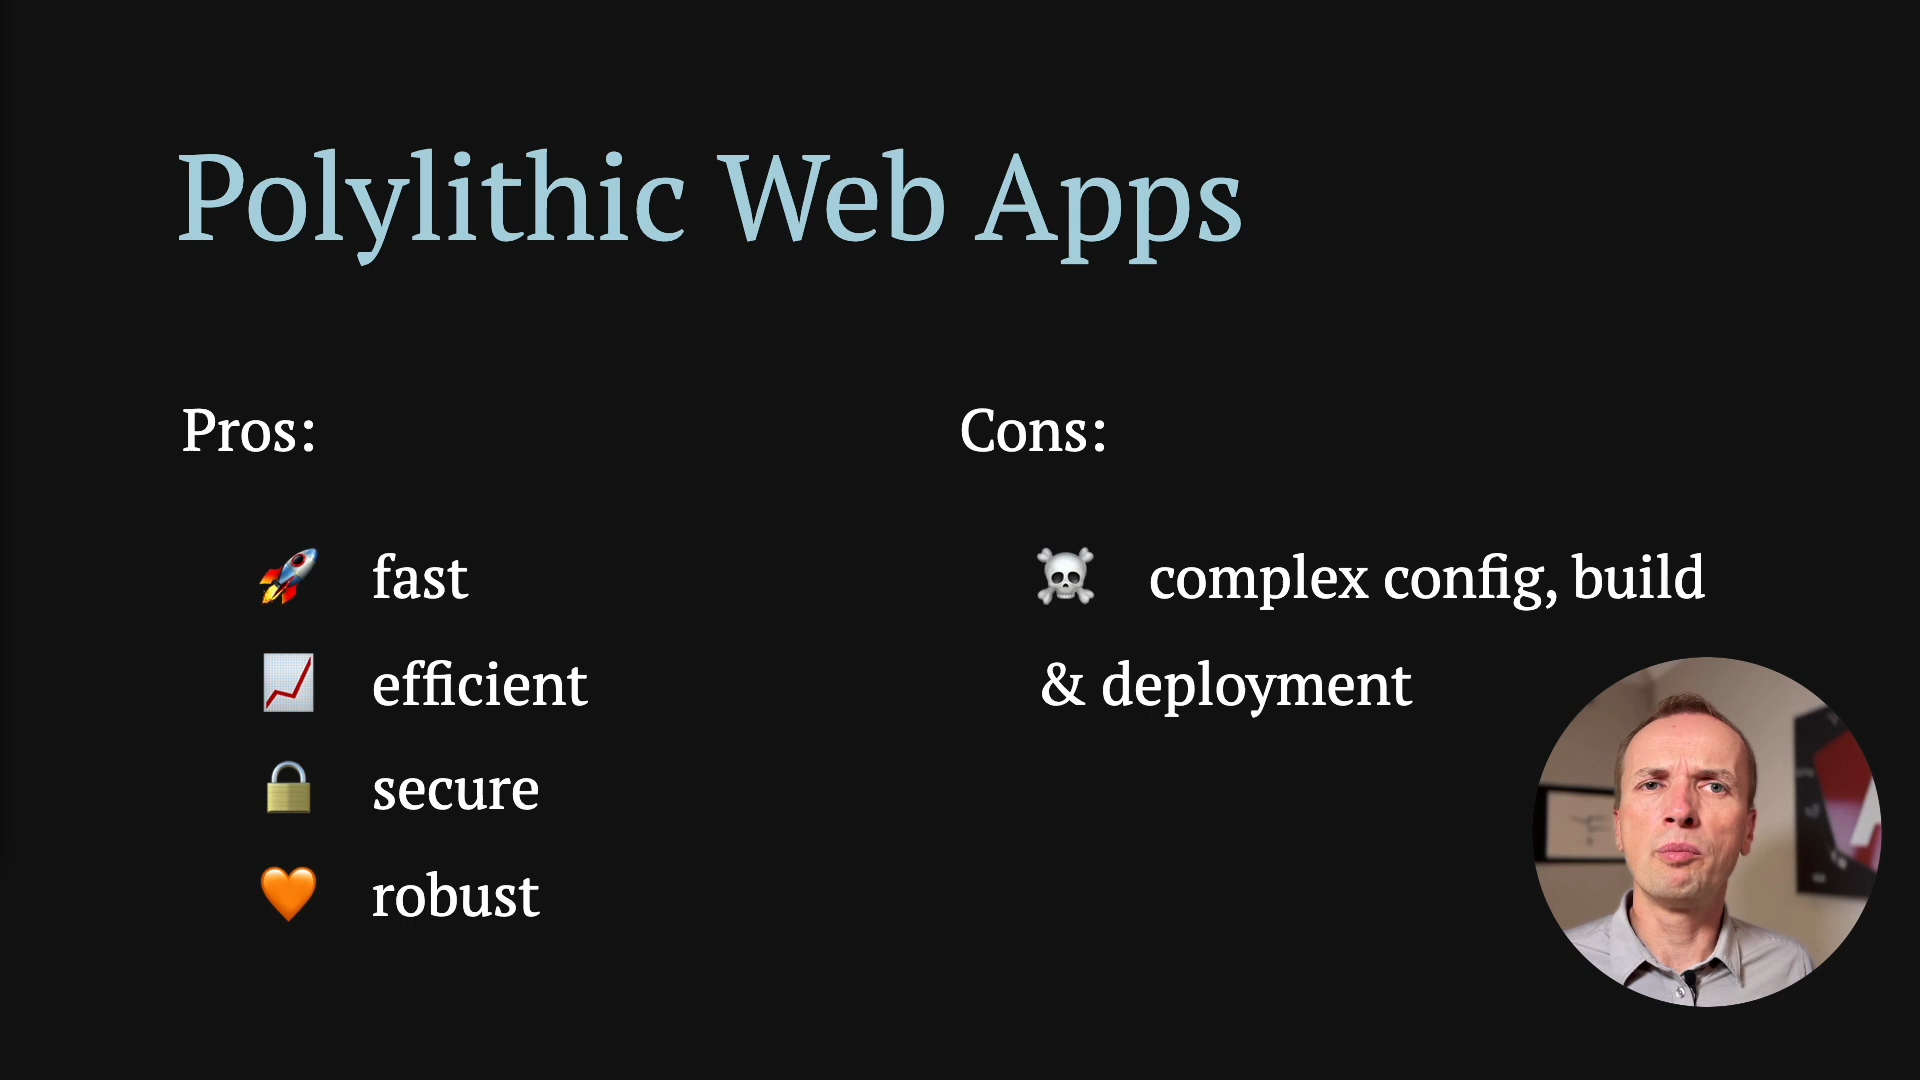 Polylithic Web Apps
Pros:
🚀 fast
📈 efficient
🔒 secure
🧡 robust
Cons:
☠️ complex config, build
& deployment